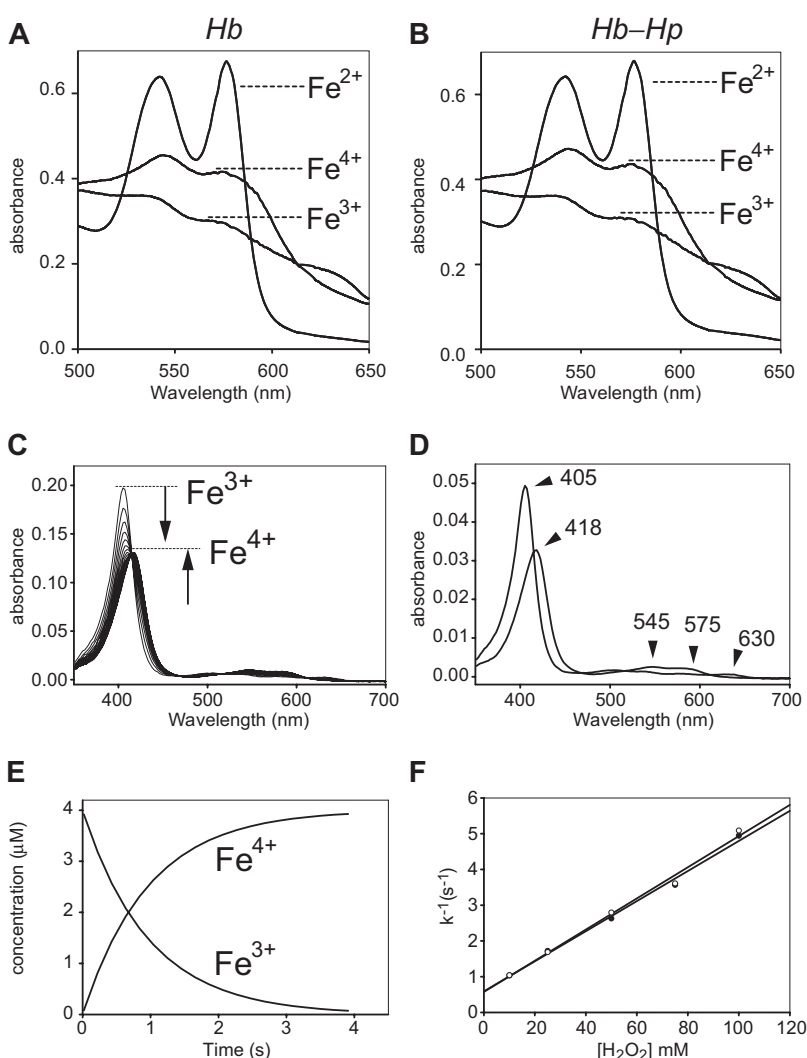 A
Hb
B
Hb–Hp
absorbance
0.6
0.4
0.2
0.0
Fe2+
Fe4+
Fe3+
500
550
600
650
Wavelength (nm)
absorbance
0.6
0.4
0.2
0.0
Fe2+
Fe4+
Fe3+
500
550
600
650
Wavelength (nm)
C
absorbance
0.20
0.15
0.10
0.05
0.00
Fe3+
Fe4+
400
500
600
700
Wavelength (nm)
D
absorbance
0.05
0.04
0.03
0.02
0.01
0.00
405
418
545
575
630
400
500
600
700
Wavelength (nm)
E
concentration (μM)
4
2
0
Fe4+
Fe3+
0
1
2
3
4
Time (s)
F
k-1(s-1)
6
5
4
3
2
1
0
0
20
40
60
80
100
120
[H2O2] mM